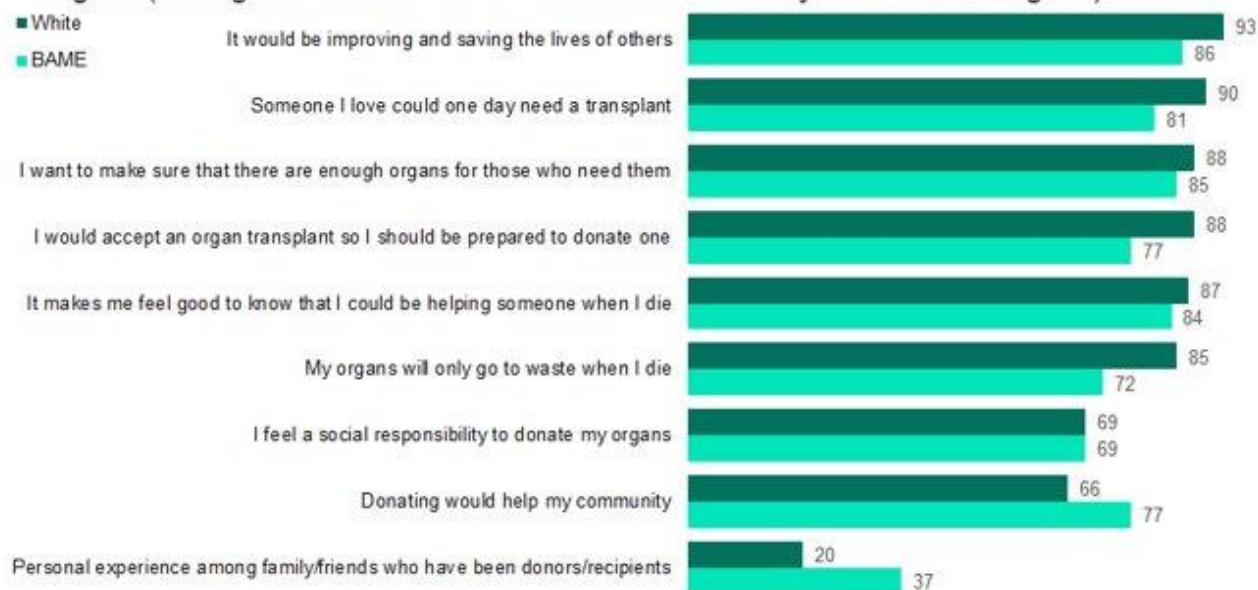 White
BAME
It would be improving and saving the lives of others
93
86
Someone I love could one day need a transplant
90
81
I want to make sure that there are enough organs for those who need them
88
85
I would accept an organ transplant so I should be prepared to donate one
88
77
It makes me feel good to know that I could be helping someone when I die
87
84
My organs will only go to waste when I die
85
72
I feel a social responsibility to donate my organs
69
69
Donating would help my community
66
77
Personal experience among family/friends who have been donors/recipients
20
37